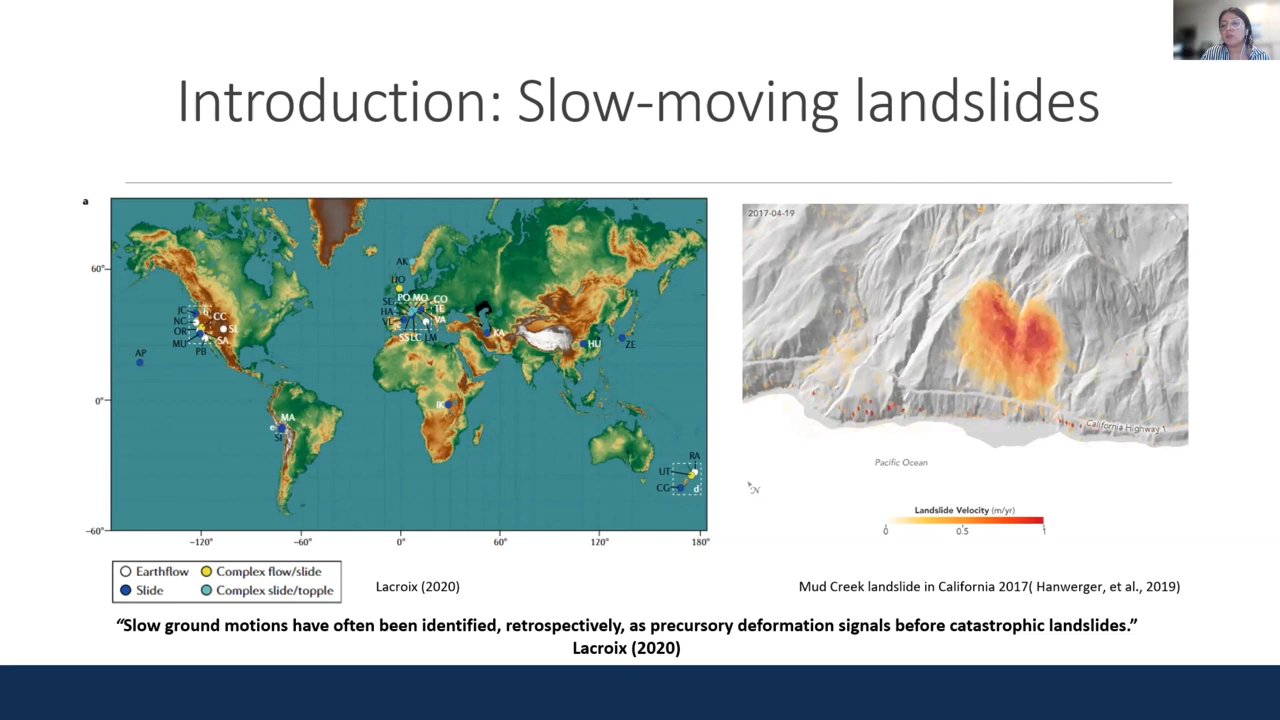 Introduction: Slow-moving landslides
a
60°
0°
−60°
−120°
−60°
0°
60°
120°
180°
AP
JC
NC
OR
MU
PB
b
CC
SL
SA
MA
e
SI
AK
HO
SE
PO MO CO
HA
TE
VA
c
SS LC LM
KA
HU
ZE
IK
RA
UT
CG
d
Earthflow
Complex flow/slide
Slide
Complex slide/topple
Lacroix (2020)
2017-04-19
California Highway 1
Pacific Ocean
N
Landslide Velocity (m/yr)
0 0.5 1
Mud Creek landslide in California 2017( Hanwerger, et al., 2019)
“Slow ground motions have often been identified, retrospectively, as precursory deformation signals before catastrophic landslides.”
Lacroix (2020)